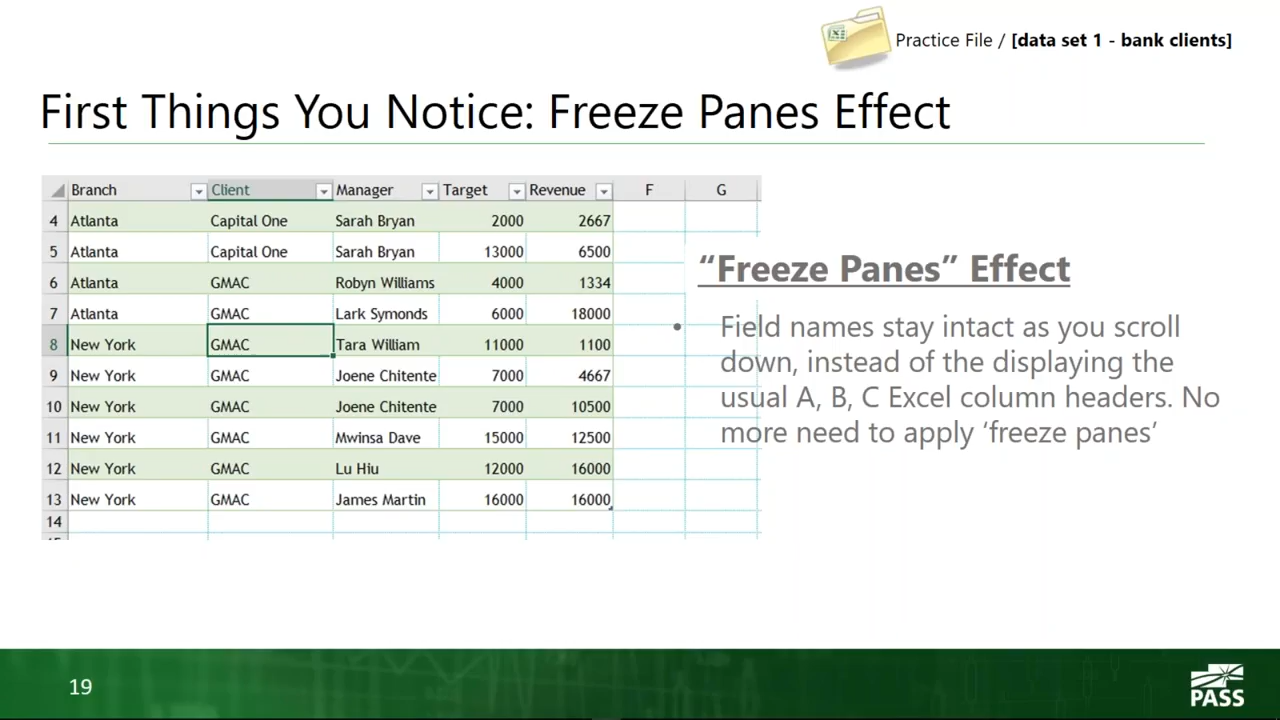 Practice File / [data set 1 - bank clients]
First Things You Notice: Freeze Panes Effect
Branch Client Manager Target Revenue F G
4 Atlanta Capital One Sarah Bryan 2000 2667
5 Atlanta Capital One Sarah Bryan 13000 6500
6 Atlanta GMAC Robyn Williams 4000 1334
7 Atlanta GMAC Lark Symonds 6000 18000
8 New York GMAC Tara William 11000 1100
9 New York GMAC Joene Chitente 7000 4667
10 New York GMAC Joene Chitente 7000 10500
11 New York GMAC Mwinsa Dave 15000 12500
12 New York GMAC Lu Hiu 12000 16000
13 New York GMAC James Martin 16000 16000
14
“Freeze Panes” Effect
• Field names stay intact as you scroll
down, instead of the displaying the
usual A, B, C Excel column headers. No
more need to apply ‘freeze panes’
19
PASS